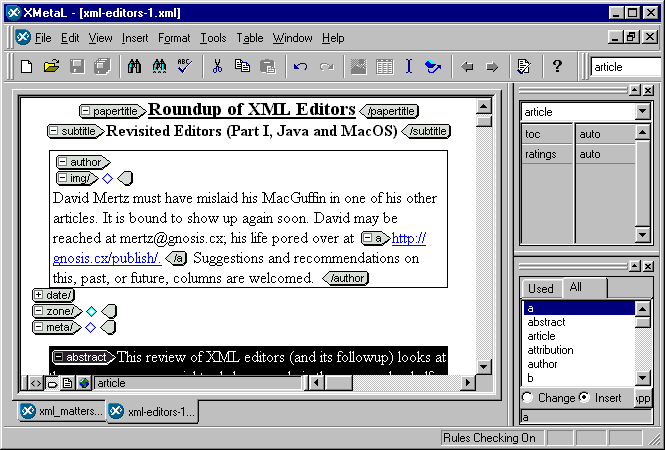 XMetaL - [xml-editors-1.xml]
File Edit View Insert Format Tools Table Window Help
ABC ? article
papertitle Roundup of XML Editors /papertitle
subtitle Revisited Editors (Part I, Java and MacOS) /subtitle
author
img/
David Mertz must have mislaid his MacGuffin in one of his other
articles. It is bound to show up again soon. David may be
reached at mertz@gnosis.cx; his life pored over at a http://
gnosis.cx/publish/. /a Suggestions and recommendations on
this, past, or future, columns are welcomed. /author
date/
zone/
meta/
abstract This review of XML editors (and its followup) looks at
article
xml_matters... xml-editors-1...
article
toc auto
ratings auto
Used All
a
abstract
article
attribution
author
b
Change Insert App
a
Rules Checking On